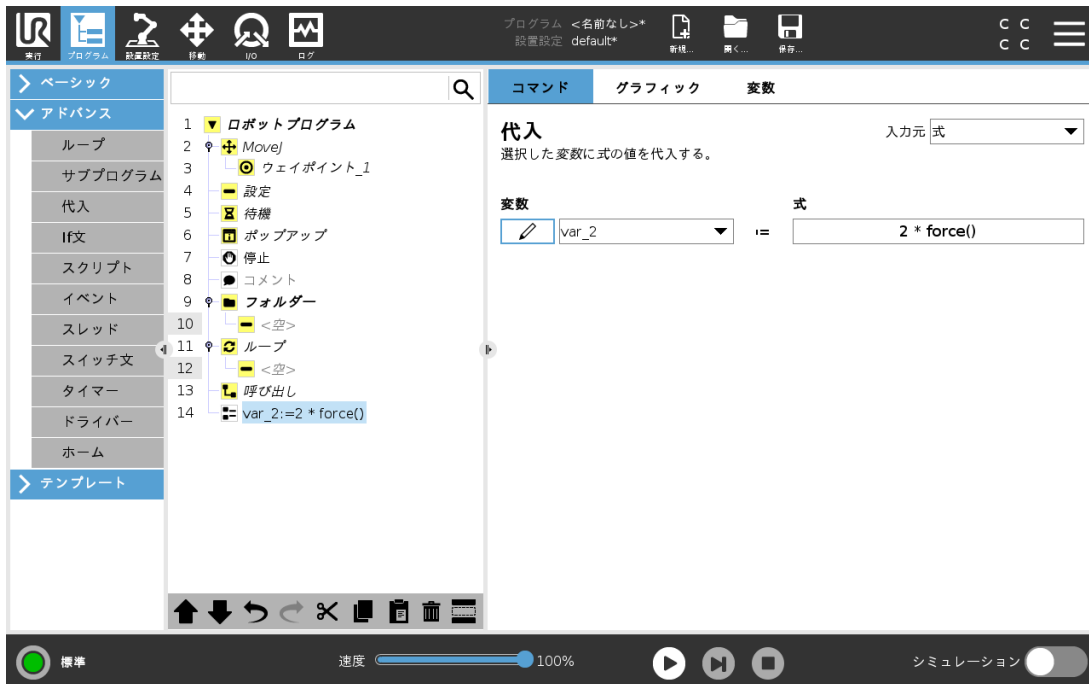 プログラム <名前なし>*
設置設定 default*
C C
C C
UR
実行
プログラム
設置設定
移動
I/O
ログ
新規...
開く...
保存...
ベーシック
アドバンス
ループ
サブプログラム
代入
If文
スクリプト
イベント
スレッド
スイッチ文
タイマー
ドライバー
ホーム
テンプレート
1 ロボットプログラム
2 MoveJ
3 ウェイポイント_1
4 設定
5 待機
6 ポップアップ
7 停止
8 コメント
9 フォルダー
10 <空>
11 ループ
12 <空>
13 呼び出し
14 var_2:=2 * force()
コマンド グラフィック 変数
代入
入力元 式
選択した変数に式の値を代入する。
変数 式
var_2 := 2 * force()
標準
速度 100%
シミュレーション